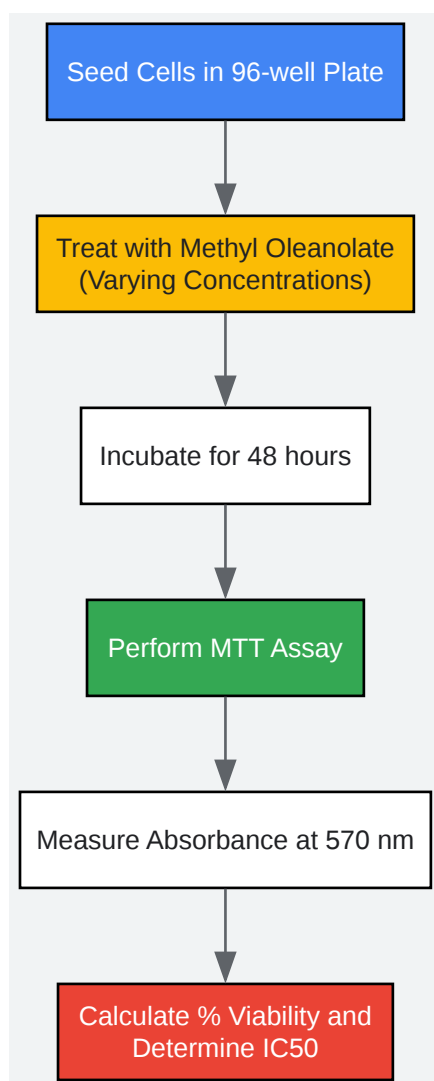 Seed Cells in 96-well Plate
Treat with Methyl Oleanolate
(Varying Concentrations)
Incubate for 48 hours
Perform MTT Assay
Measure Absorbance at 570 nm
Calculate % Viability and
Determine IC50